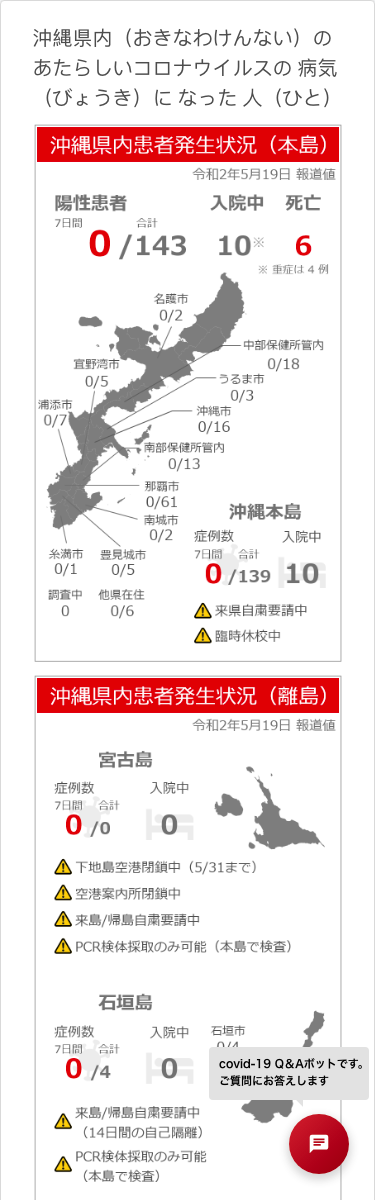 沖縄県内（おきなわけんない）の
あたらしいコロナウイルスの 病気
（びょうき）に なった 人（ひと）
沖縄県内患者発生状況（本島）
令和2年5月19日 報道値
陽性患者 入院中 死亡
7日間 合計
0 /143 10※ 6
※ 重症は 4 例
名護市
0/2
中部保健所管内
0/18
宜野湾市
0/5
うるま市
0/3
浦添市
0/7
沖縄市
0/16
南部保健所管内
0/13
那覇市
0/61
南城市
0/2
糸満市
0/1
豊見城市
0/5
調査中
0
他県在住
0/6
沖縄本島
症例数 入院中
7日間 合計
0 /139 10
来県自粛要請中
臨時休校中
沖縄県内患者発生状況（離島）
令和2年5月19日 報道値
宮古島
症例数 入院中
7日間 合計
0 /0 0
下地島空港閉鎖中（5/31まで）
空港案内所閉鎖中
来島/帰島自粛要請中
PCR検体採取のみ可能（本島で検査）
石垣島
症例数 入院中
7日間 合計
0 /4 0
石垣市
0/4
covid-19 Q&Aボットです。
ご質問にお答えします
来島/帰島自粛要請中
（14日間の自己隔離）
PCR検体採取のみ可能
（本島で検査）